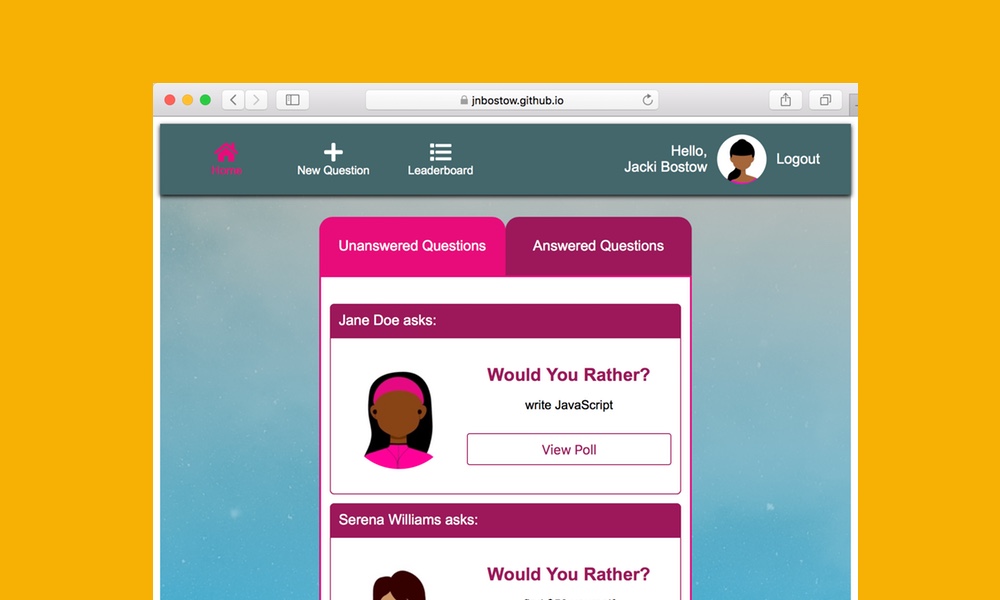 jnbostow.github.io
Home
New Question
Leaderboard
Hello,
Jacki Bostow
Logout
Unanswered Questions
Answered Questions
Jane Doe asks:
Would You Rather?
write JavaScript
View Poll
Serena Williams asks:
Would You Rather?